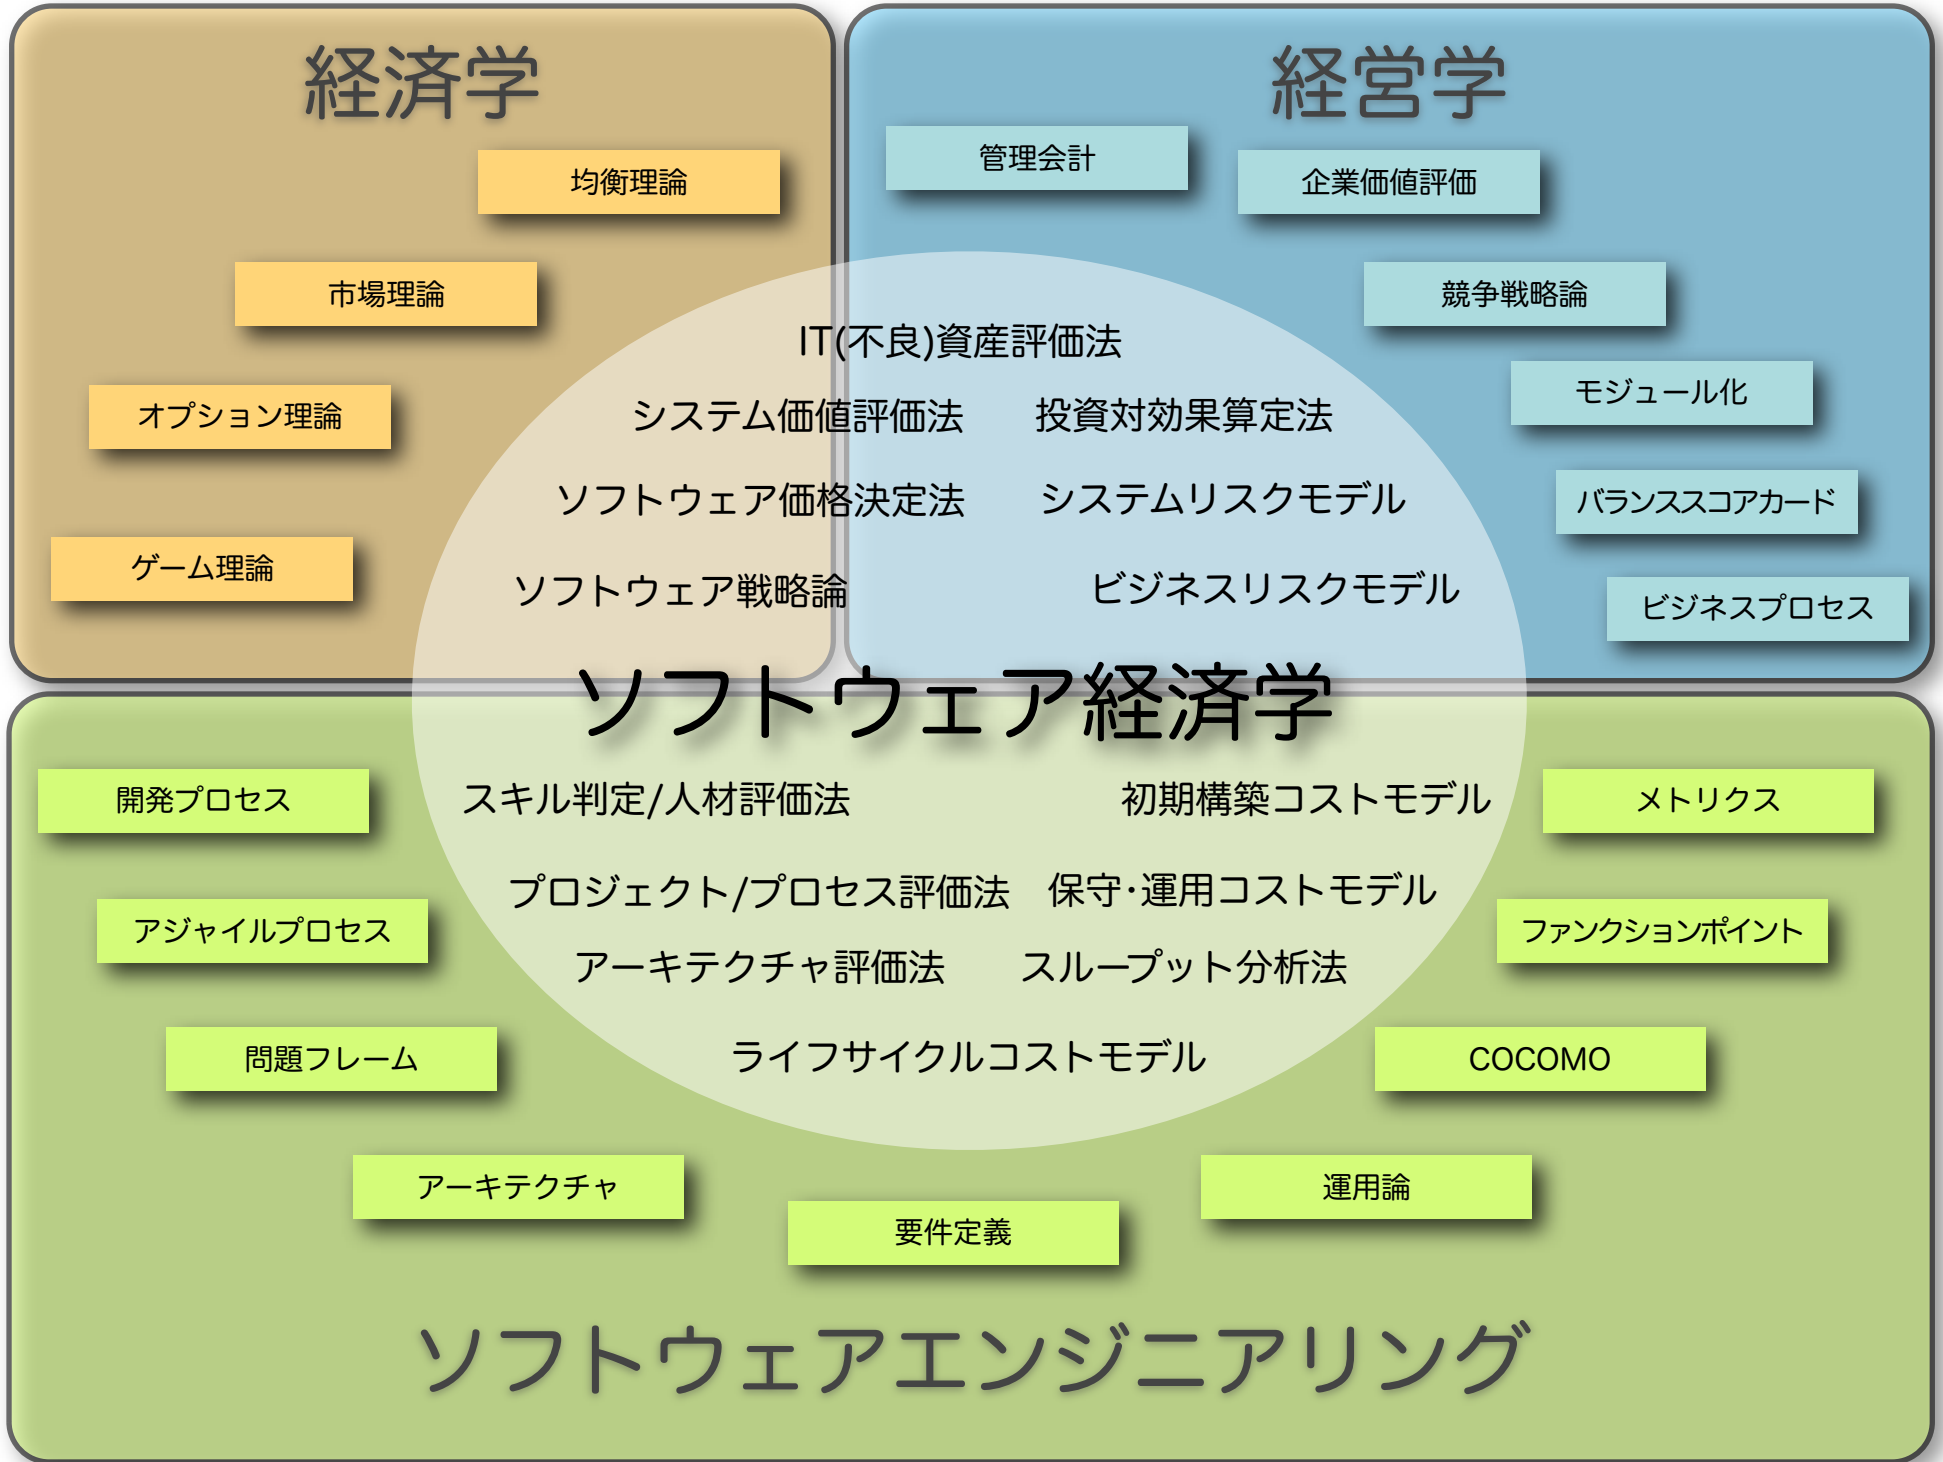 経済学
経営学
管理会計
均衡理論
企業価値評価
市場理論
競争戦略論
IT(不良)資産評価法
オプション理論
システム価値評価法
投資対効果算定法
モジュール化
ソフトウェア価格決定法
システムリスクモデル
バランススコアカード
ゲーム理論
ソフトウェア戦略論
ビジネスリスクモデル
ビジネスプロセス
ソフトウェア経済学
開発プロセス
スキル判定/人材評価法
初期構築コストモデル
メトリクス
プロジェクト/プロセス評価法
保守・運用コストモデル
アジャイルプロセス
ファンクションポイント
アーキテクチャ評価法
スループット分析法
問題フレーム
ライフサイクルコストモデル
COCOMO
アーキテクチャ
運用論
要件定義
ソフトウェアエンジニアリング